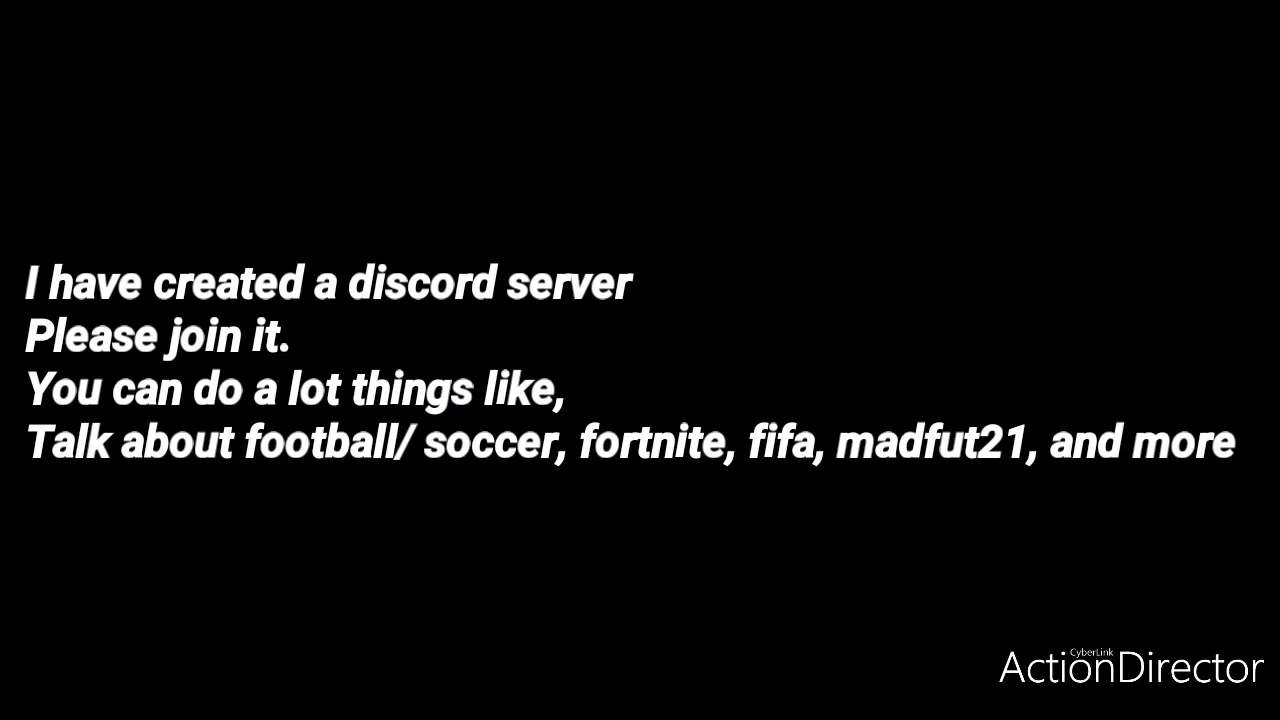 I have created a discord server
Please join it.
You can do a lot things like,
Talk about football/ soccer, fortnite, fifa, madfut21, and more
CyberLink
ActionDirector